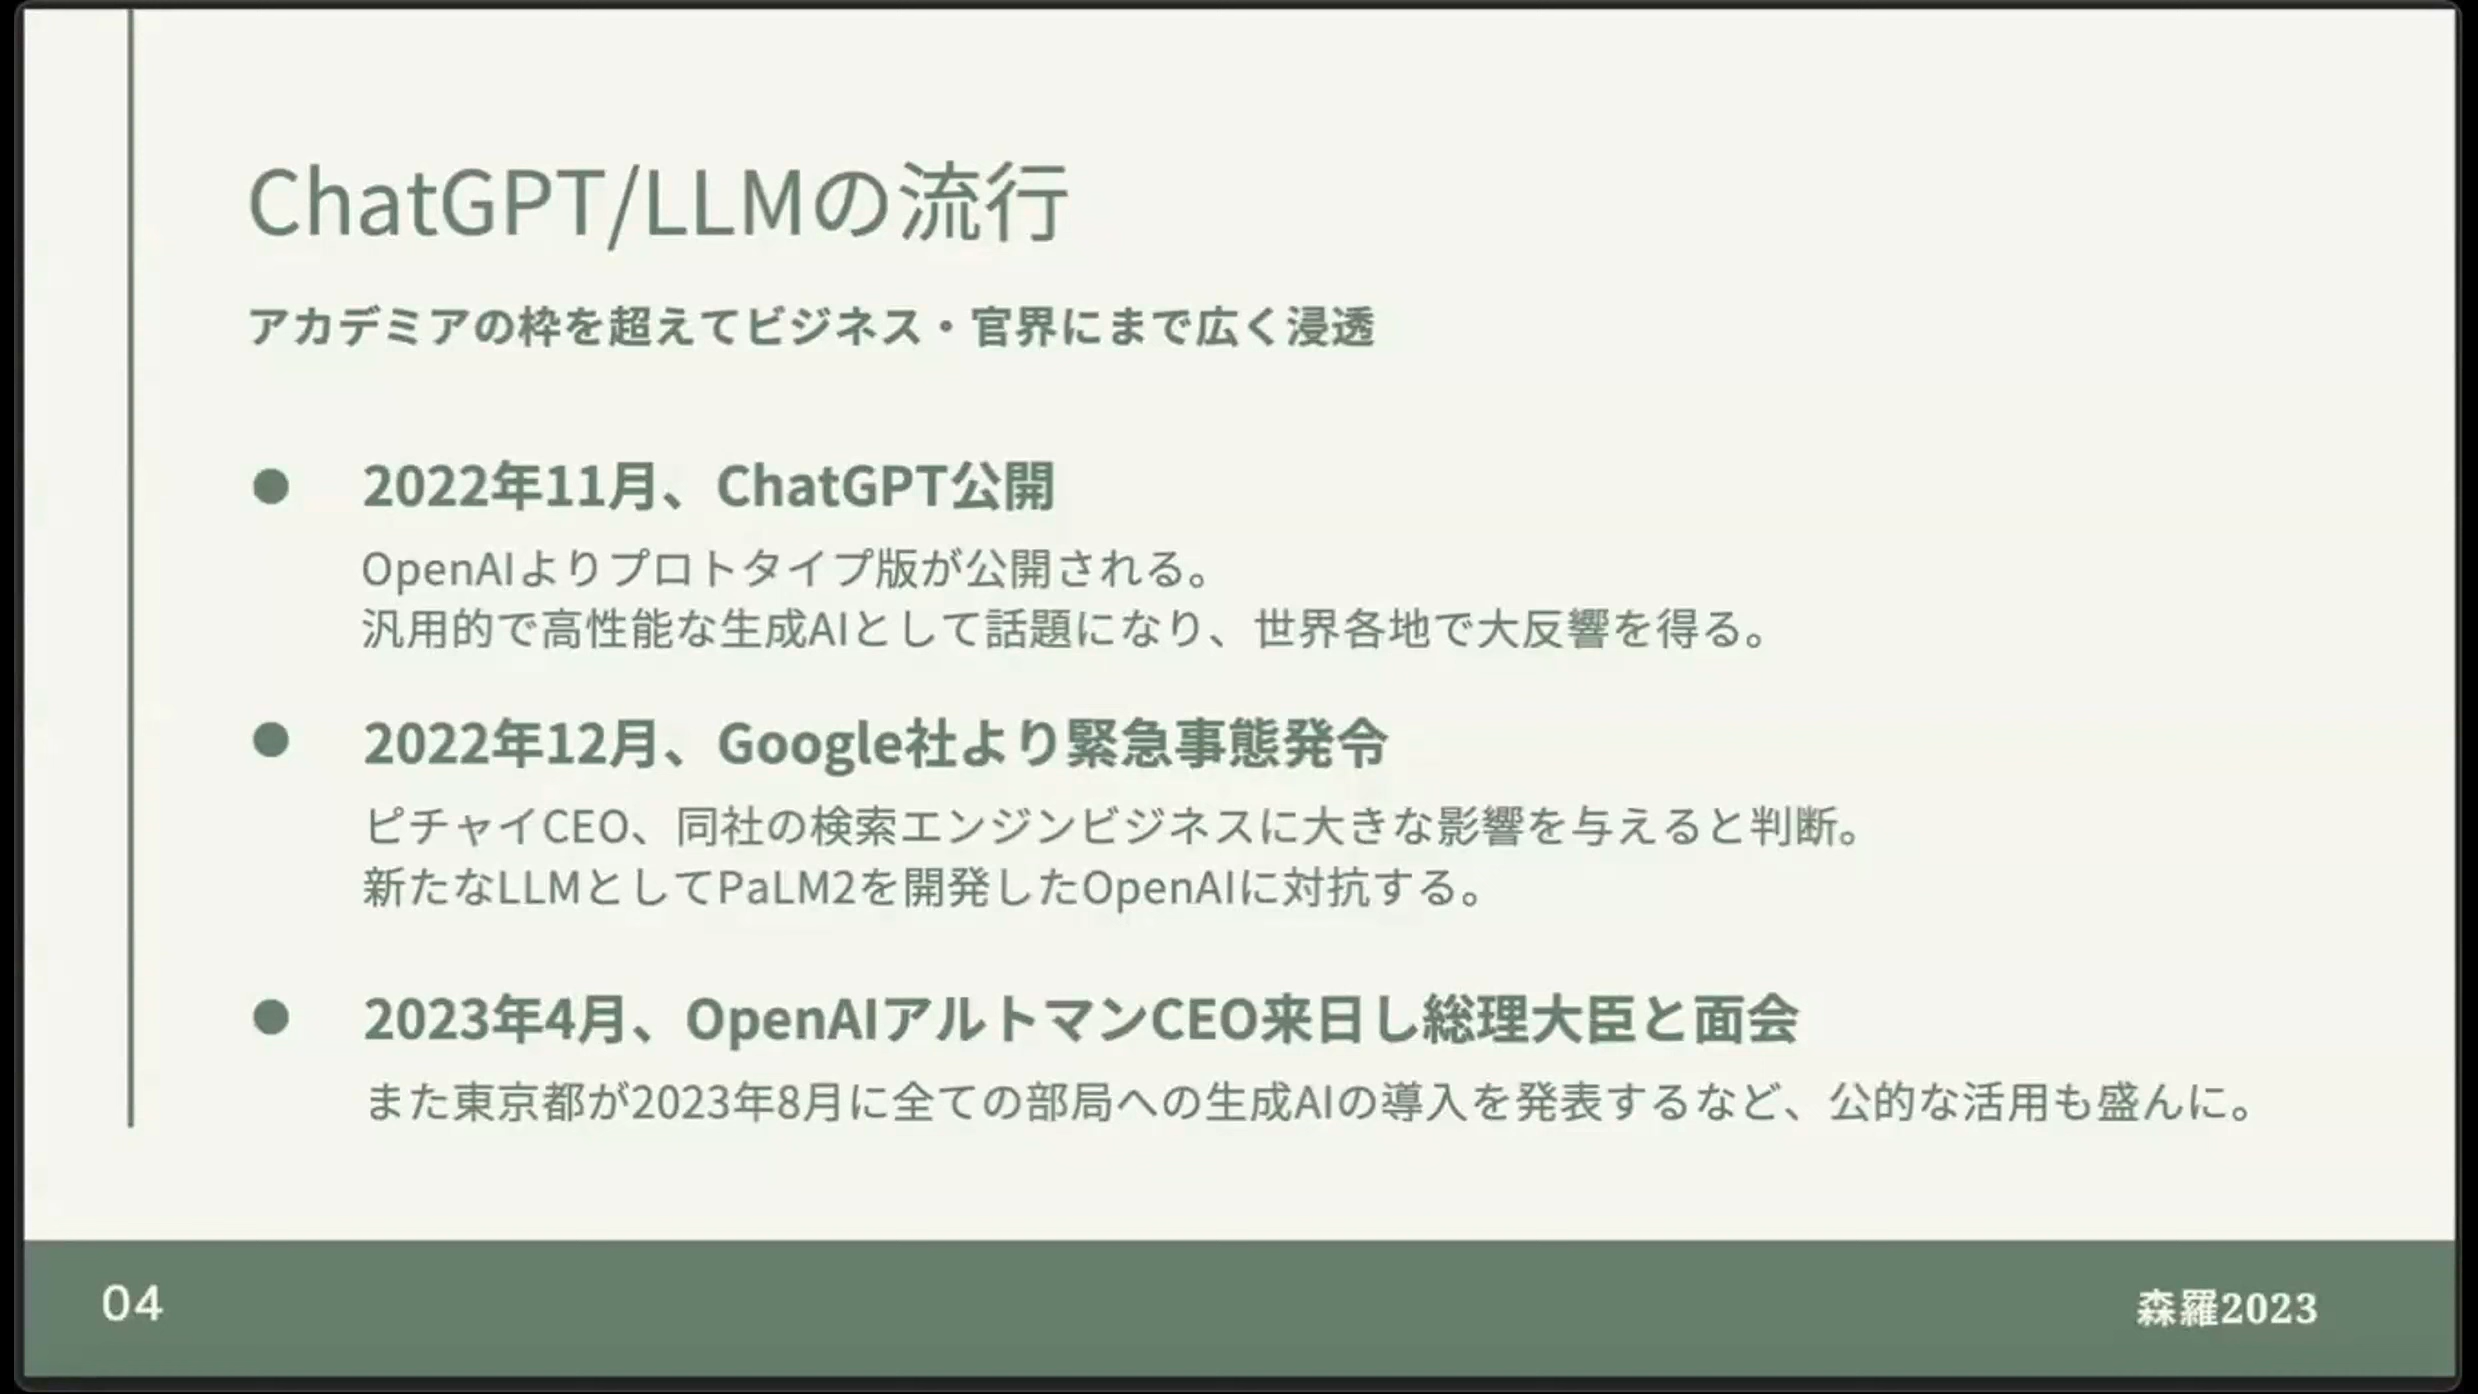 ChatGPT/LLMの流行
アカデミアの枠を超えてビジネス・官界にまで広く浸透
● 2022年11月、ChatGPT公開
OpenAIよりプロトタイプ版が公開される。
汎用的で高性能な生成AIとして話題になり、世界各地で大反響を得る。
● 2022年12月、Google社より緊急事態発令
ピチャイCEO、同社の検索エンジンビジネスに大きな影響を与えると判断。
新たなLLMとしてPaLM2を開発したOpenAIに対抗する。
● 2023年4月、OpenAIアルトマンCEO来日し総理大臣と面会
また東京都が2023年8月に全ての部局への生成AIの導入を発表するなど、公的な活用も盛んに。
04
森羅2023